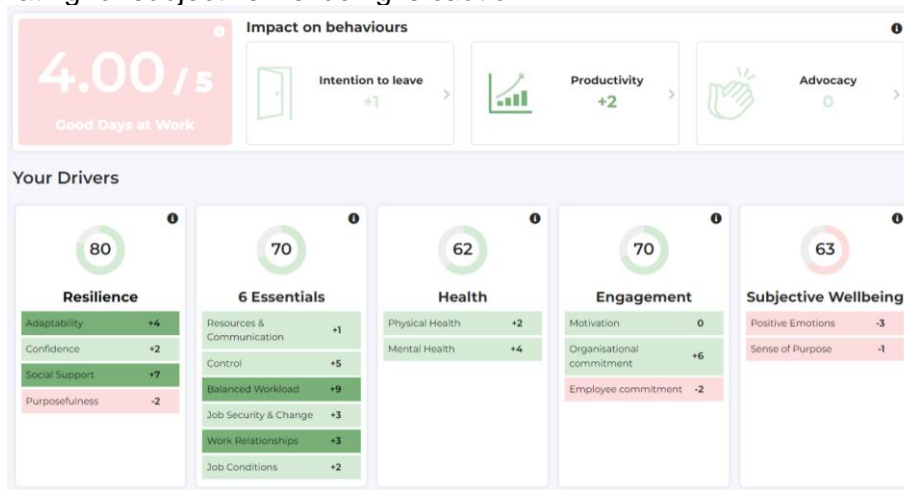 Impact on behaviours
4.00 / 5
Good Days at Work
Intention to leave
+1
Productivity
+2
Advocacy
0
Your Drivers
80
Resilience
Adaptability +4
Confidence +2
Social Support +7
Purposefulness -2
70
6 Essentials
Resources &
Communication +1
Control +5
Balanced Workload +9
Job Security & Change +3
Work Relationships +3
Job Conditions +2
62
Health
Physical Health +2
Mental Health +4
70
Engagement
Motivation 0
Organisational
commitment +6
Employee commitment -2
63
Subjective Wellbeing
Positive Emotions -3
Sense of Purpose -1